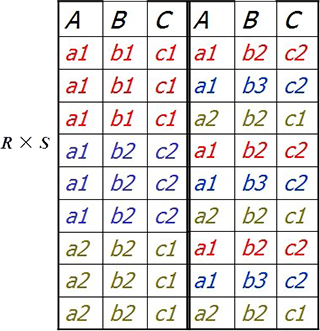 A B C A B C
a1 b1 c1 a1 b2 c2
a1 b1 c1 a1 b3 c2
a1 b1 c1 a2 b2 c1
R × S a1 b2 c2 a1 b2 c2
a1 b2 c2 a1 b3 c2
a1 b2 c2 a2 b2 c1
a2 b2 c1 a1 b2 c2
a2 b2 c1 a1 b3 c2
a2 b2 c1 a2 b2 c1